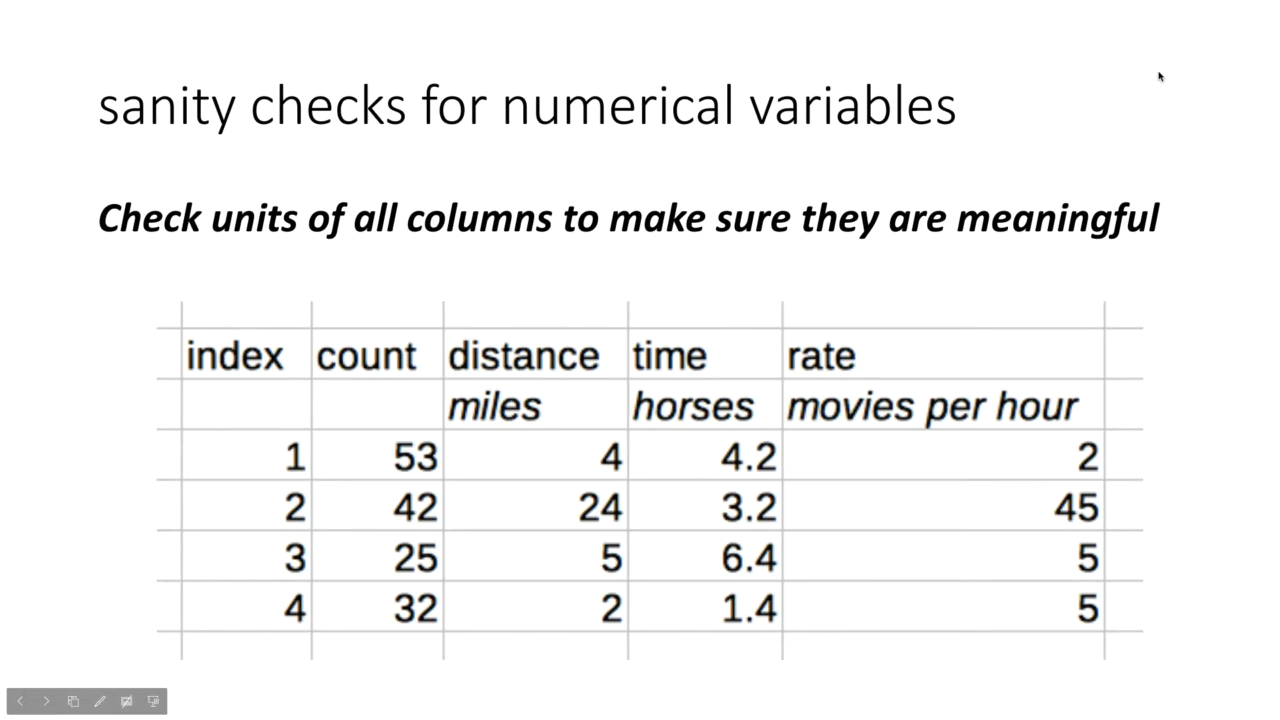 sanity checks for numerical variables
Check units of all columns to make sure they are meaningful
index count distance time rate
miles horses movies per hour
1 53 4 4.2 2
2 42 24 3.2 45
3 25 5 6.4 5
4 32 2 1.4 5